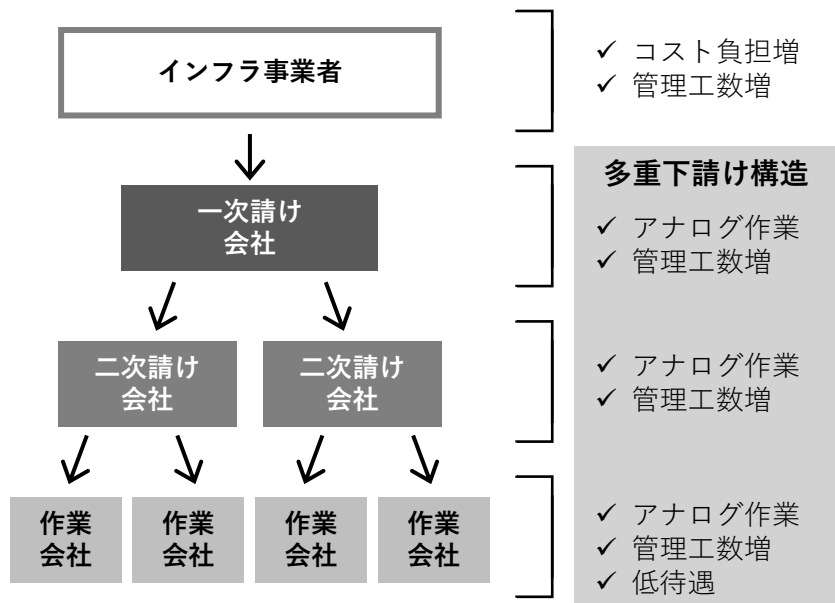 インフラ事業者
✓ コスト負担増
✓ 管理工数増
多重下請け構造
一次請け
会社
✓ アナログ作業
✓ 管理工数増
二次請け
会社
二次請け
会社
✓ アナログ作業
✓ 管理工数増
作業
会社
作業
会社
作業
会社
作業
会社
✓ アナログ作業
✓ 管理工数増
✓ 低待遇